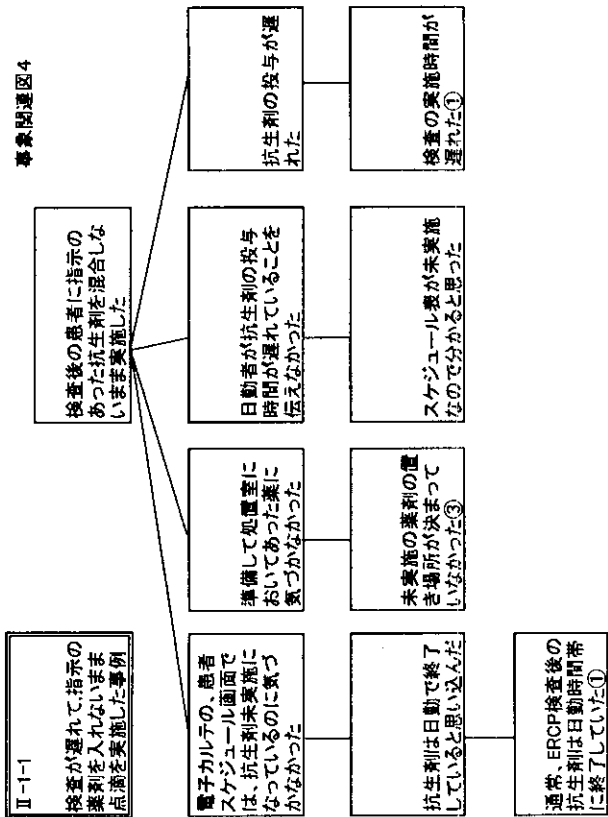 Ⅱ-1-1
検査が遅れて、指示の
薬剤を入れないまま
点滴を実施した事例
事象関連図4
検査後の患者に指示の
あった抗生剤を混合しな
いまま実施した
電子カルテの、患者
スケジュール画面で
は、抗生剤未実施に
なっているのに気づ
かなかった
準備して処置室に
おいてあった薬に
気づかなかった
日勤者が抗生剤の投与
時間が遅れていることを
伝えなかった
抗生剤の投与が遅
れた
抗生剤は日勤で終了
していると思い込んだ
未実施の薬剤の置
き場所が決まって
いなかった③
スケジュール表が未実施
なので分かると思った
検査の実施時間が
遅れた①
通常、ERCP検査後の
抗生剤は日勤時間帯
に終了していた①